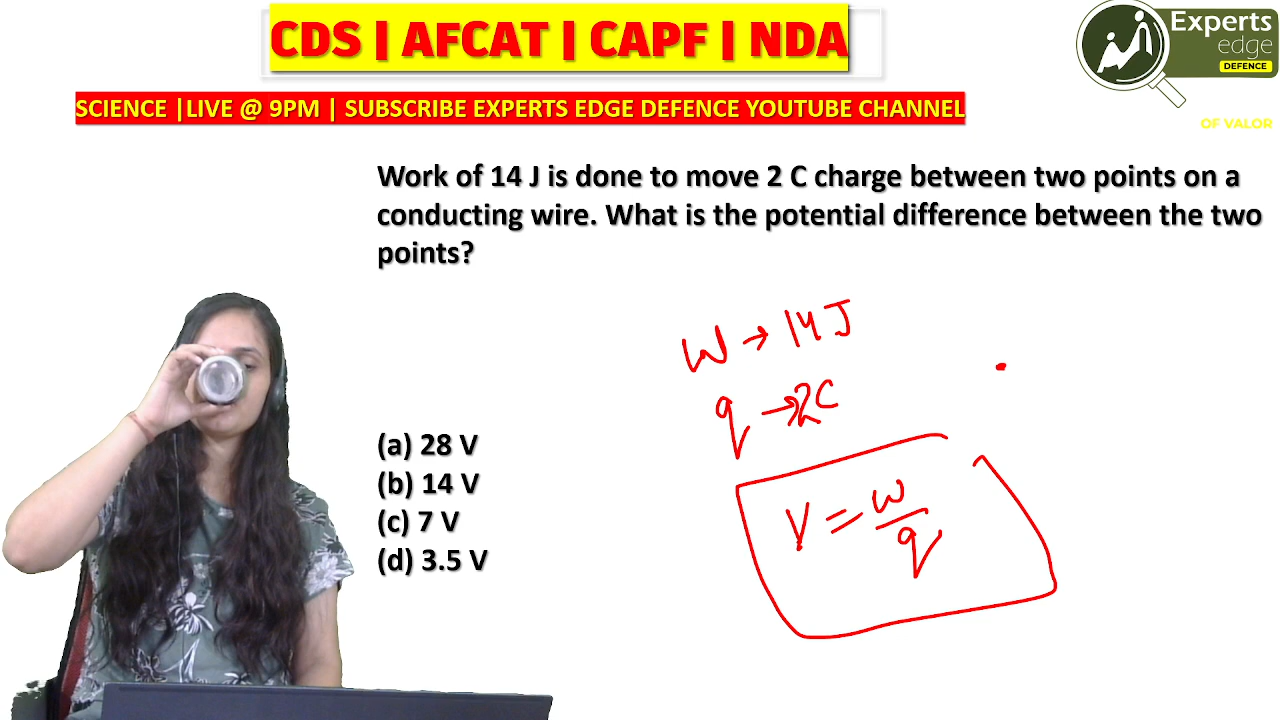 CDS | AFCAT | CAPF | NDA
Experts
edge
DEFENCE
SCIENCE |LIVE @ 9PM | SUBSCRIBE EXPERTS EDGE DEFENCE YOUTUBE CHANNEL
OF VALOR
Work of 14 J is done to move 2 C charge between two points on a
conducting wire. What is the potential difference between the two
points?
W → 14 J
q → 2C
V = w/q
(a) 28 V
(b) 14 V
(c) 7 V
(d) 3.5 V